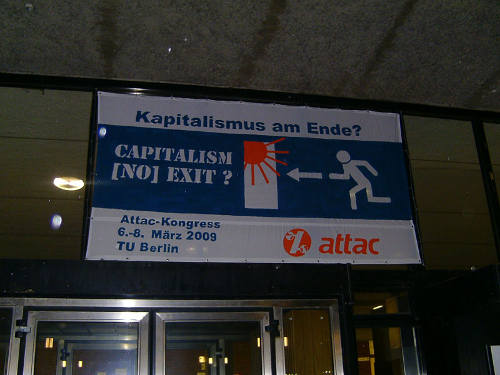 Kapitalismus am Ende?
CAPITALISM
[NO] EXIT ?
Attac-Kongress
6.-8. März 2009
TU Berlin
attac